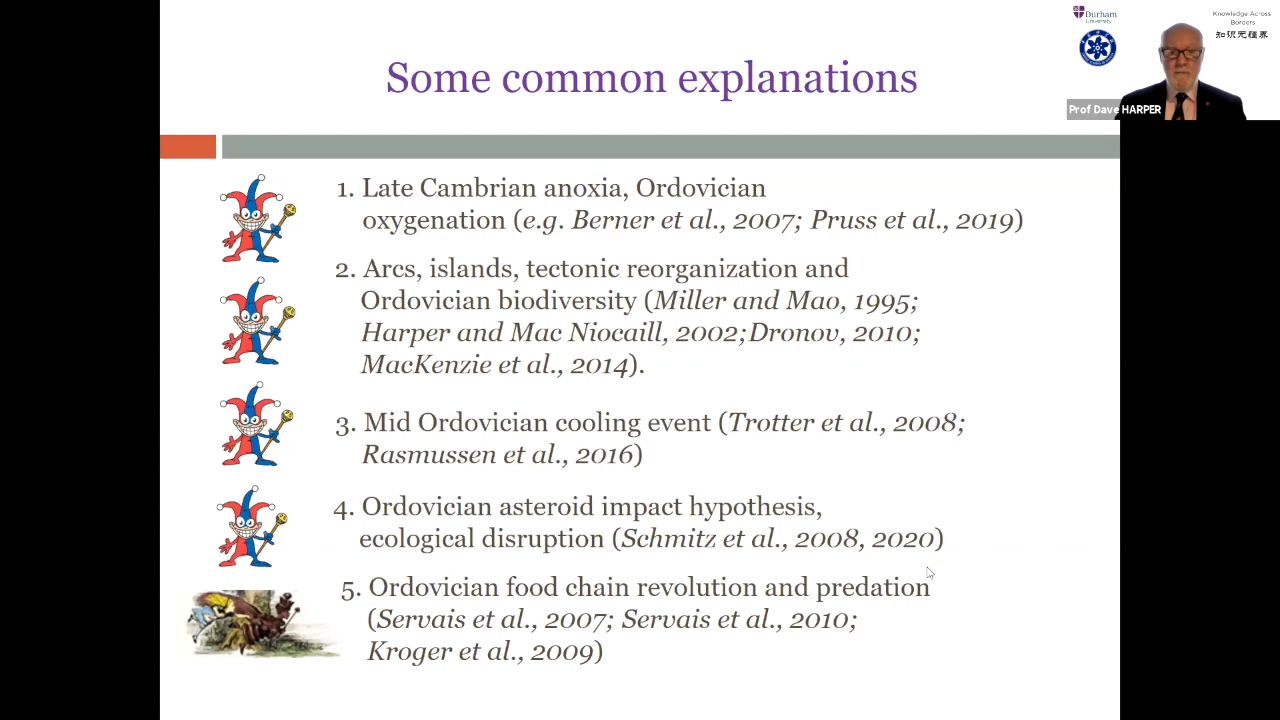 Durham
University
Knowledge Across
Borders
知识无疆界
Prof Dave HARPER
Some common explanations
1. Late Cambrian anoxia, Ordovician
oxygenation (e.g. Berner et al., 2007; Pruss et al., 2019)
2. Arcs, islands, tectonic reorganization and
Ordovician biodiversity (Miller and Mao, 1995;
Harper and Mac Niocaill, 2002;Dronov, 2010;
MacKenzie et al., 2014).
3. Mid Ordovician cooling event (Trotter et al., 2008;
Rasmussen et al., 2016)
4. Ordovician asteroid impact hypothesis,
ecological disruption (Schmitz et al., 2008, 2020)
5. Ordovician food chain revolution and predation
(Servais et al., 2007; Servais et al., 2010;
Kroger et al., 2009)